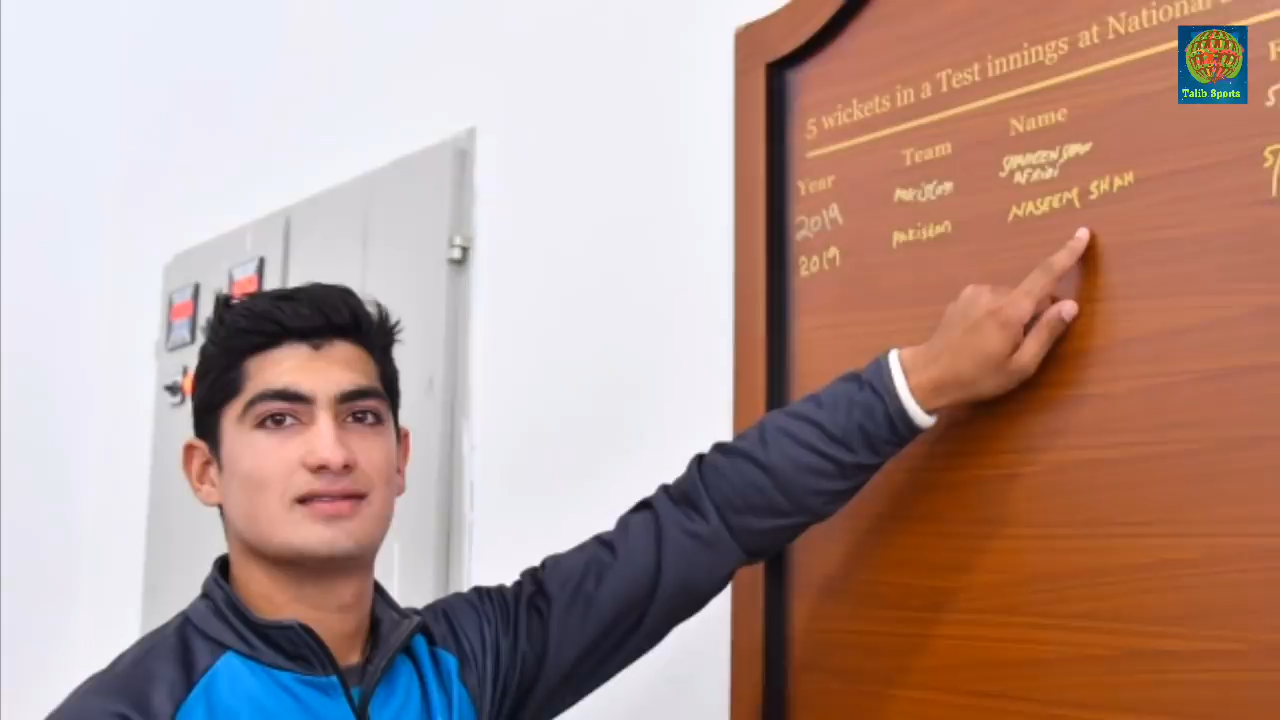 5 wickets in a Test innings at National
Year Team Name
2019 Pakistan SHAHEEN SHAH
AFRIDI
2019 Pakistan NASEEM SHAH
Talib Sports